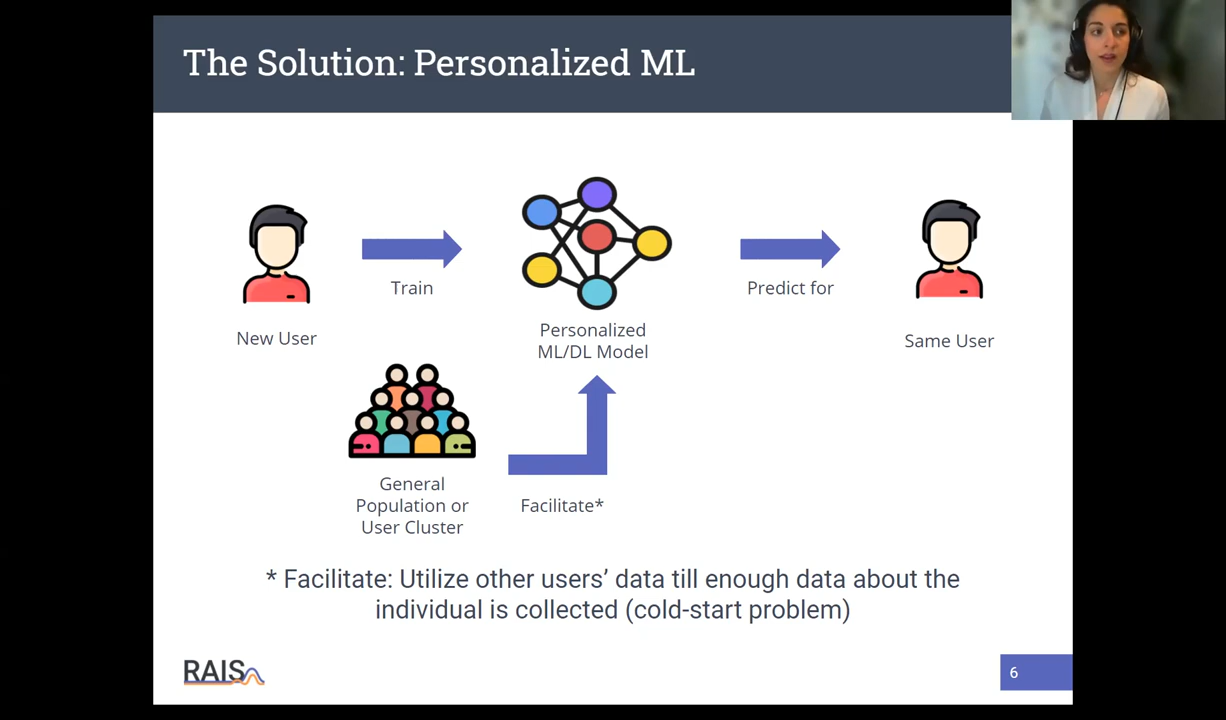 The Solution: Personalized ML
Train
Predict for
New User
Personalized
ML/DL Model
Same User
General
Population or
User Cluster
Facilitate*
* Facilitate: Utilize other users’ data till enough data about the
individual is collected (cold-start problem)
RAIS
6